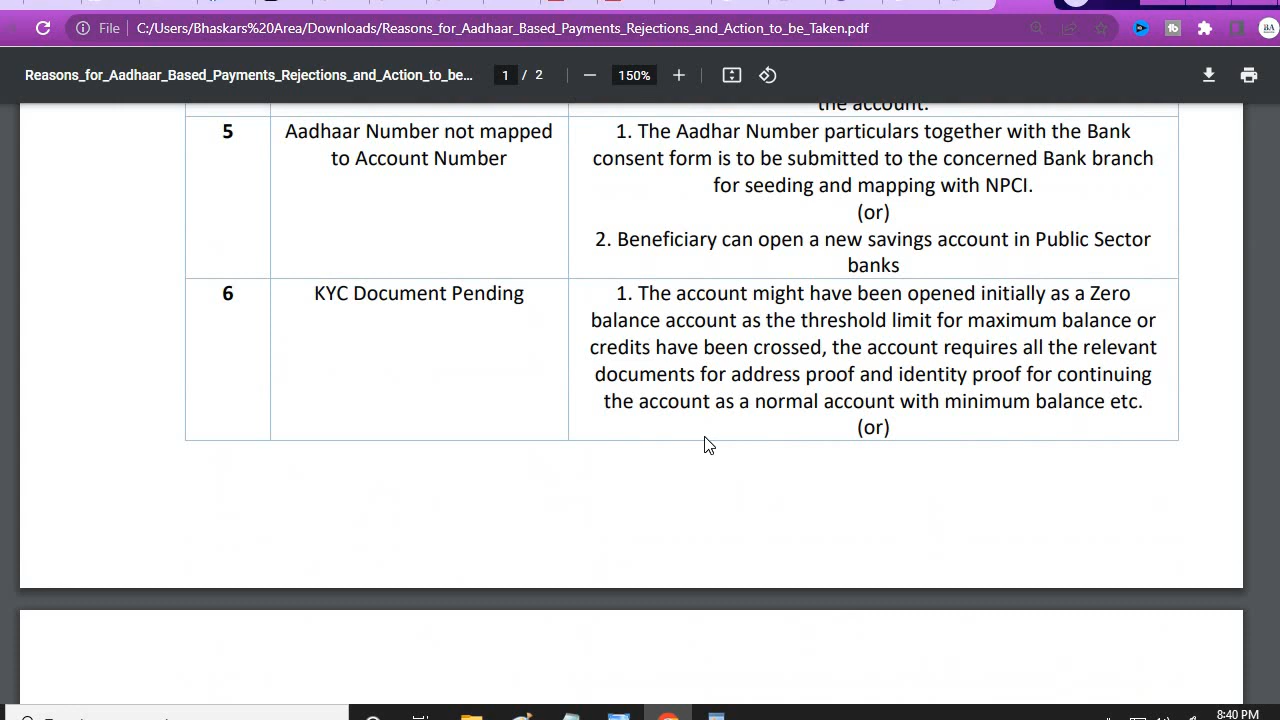 File C:/Users/Bhaskars%20Area/Downloads/Reasons_for_Aadhaar_Based_Payments_Rejections_and_Action_to_be_Taken.pdf
BA
Reasons_for_Aadhaar_Based_Payments_Rejections_and_Action_to_be... 1 / 2 150%
the account.
5 Aadhaar Number not mapped 1. The Aadhar Number particulars together with the Bank
to Account Number consent form is to be submitted to the concerned Bank branch
for seeding and mapping with NPCI.
(or)
2. Beneficiary can open a new savings account in Public Sector
banks
6 KYC Document Pending 1. The account might have been opened initially as a Zero
balance account as the threshold limit for maximum balance or
credits have been crossed, the account requires all the relevant
documents for address proof and identity proof for continuing
the account as a normal account with minimum balance etc.
(or)
8:40 PM